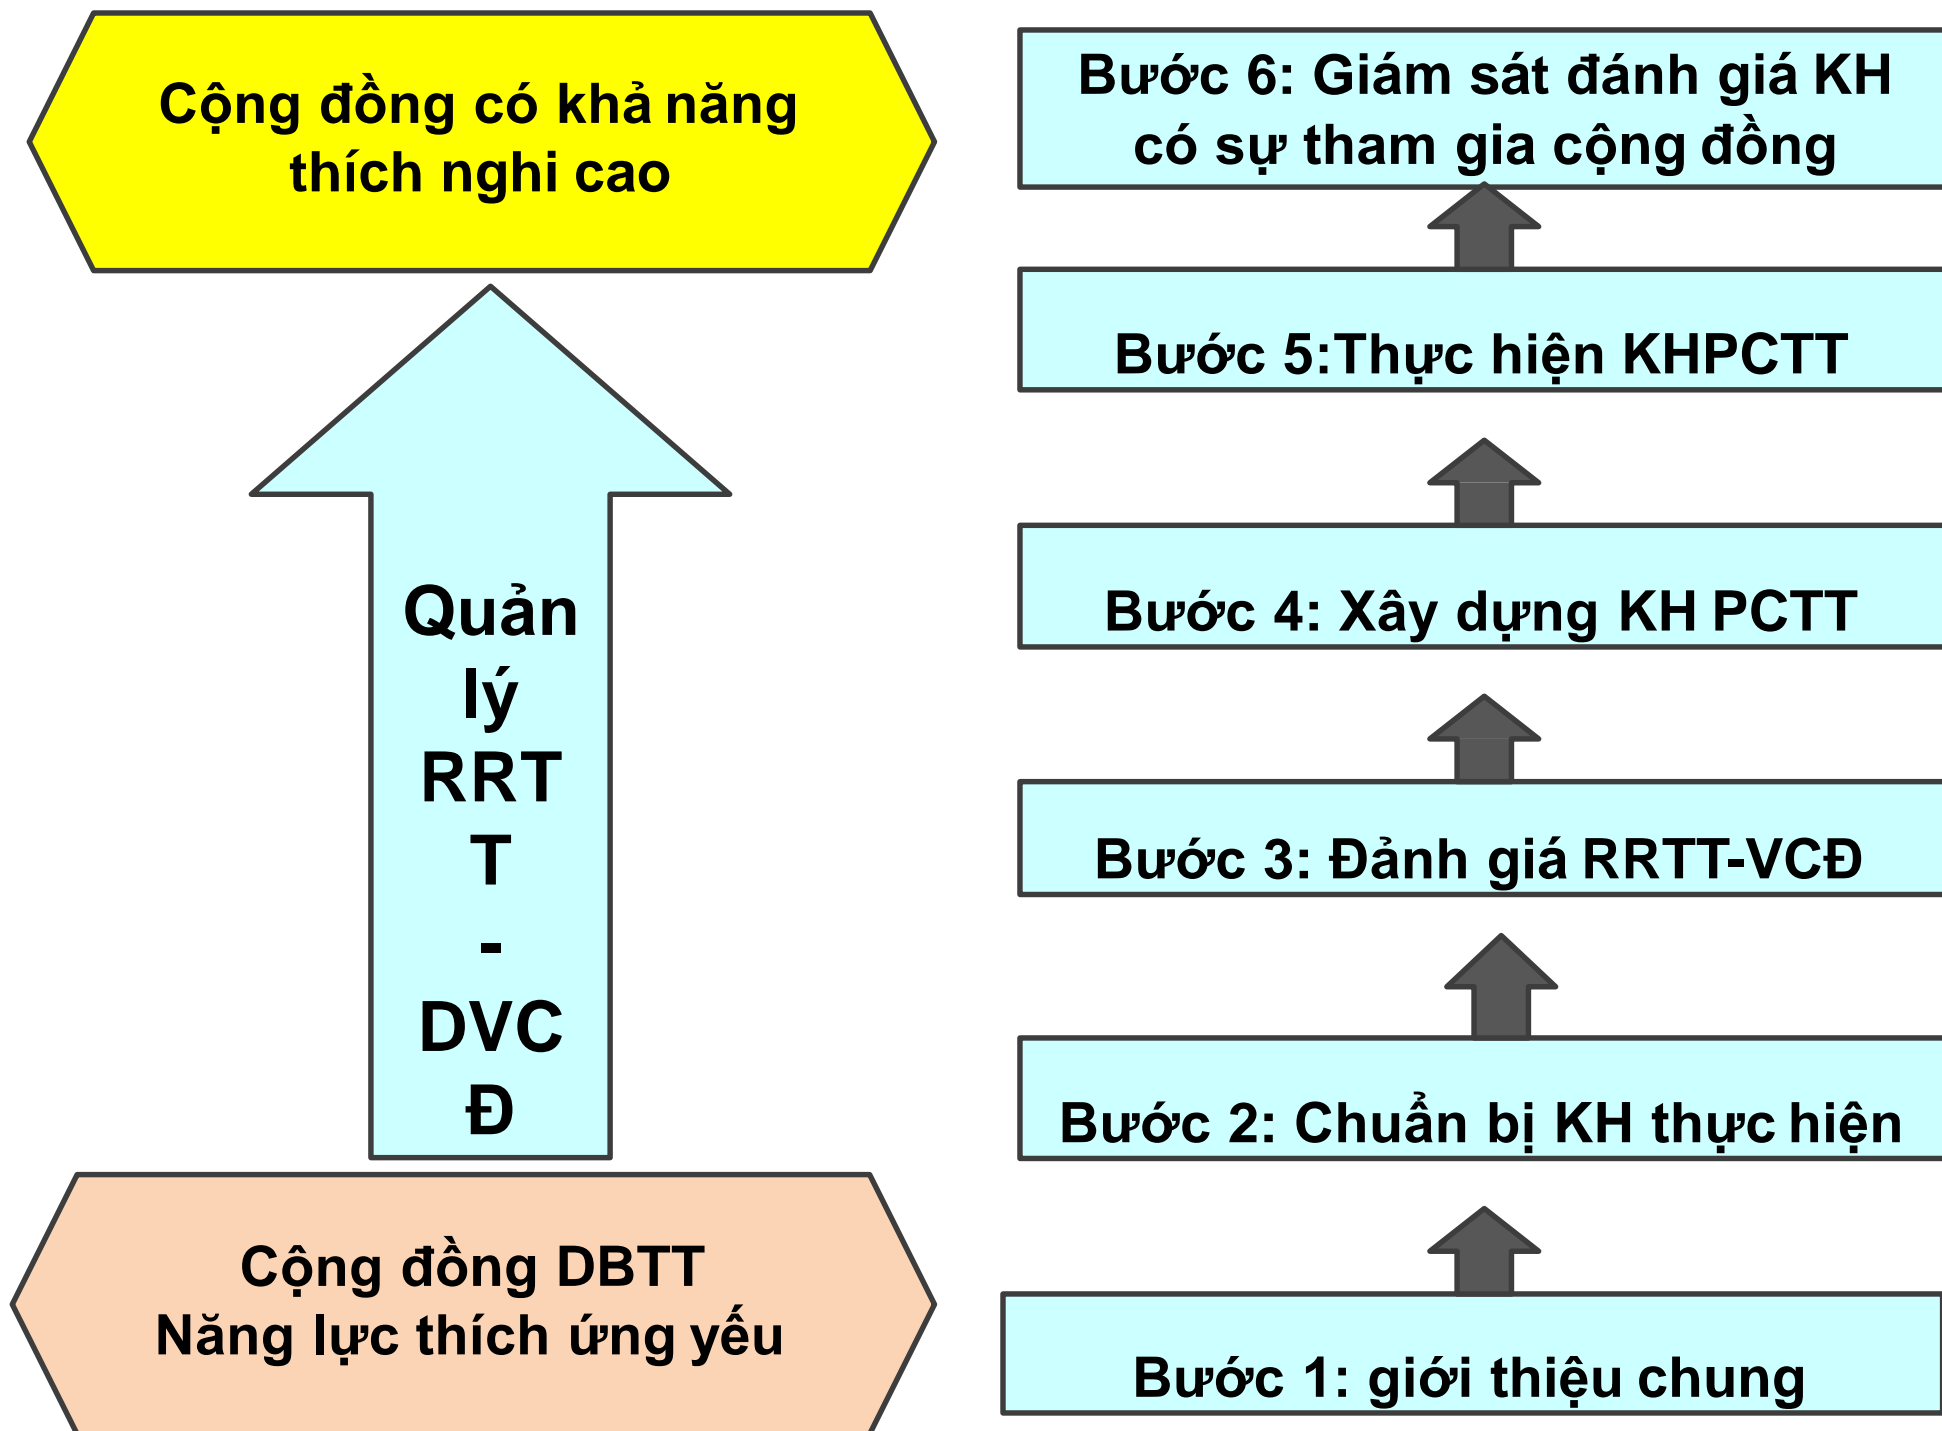 Cộng đồng có khả năng
thích nghi cao
Quản
lý
RRT
T
-
DVC
Đ
Cộng đồng DBTT
Năng lực thích ứng yếu
Bước 6: Giám sát đánh giá KH
có sự tham gia cộng đồng
Bước 5:Thực hiện KHPCTT
Bước 4: Xây dựng KH PCTT
Bước 3: Đảnh giá RRTT-VCĐ
Bước 2: Chuẩn bị KH thực hiện
Bước 1: giới thiệu chung